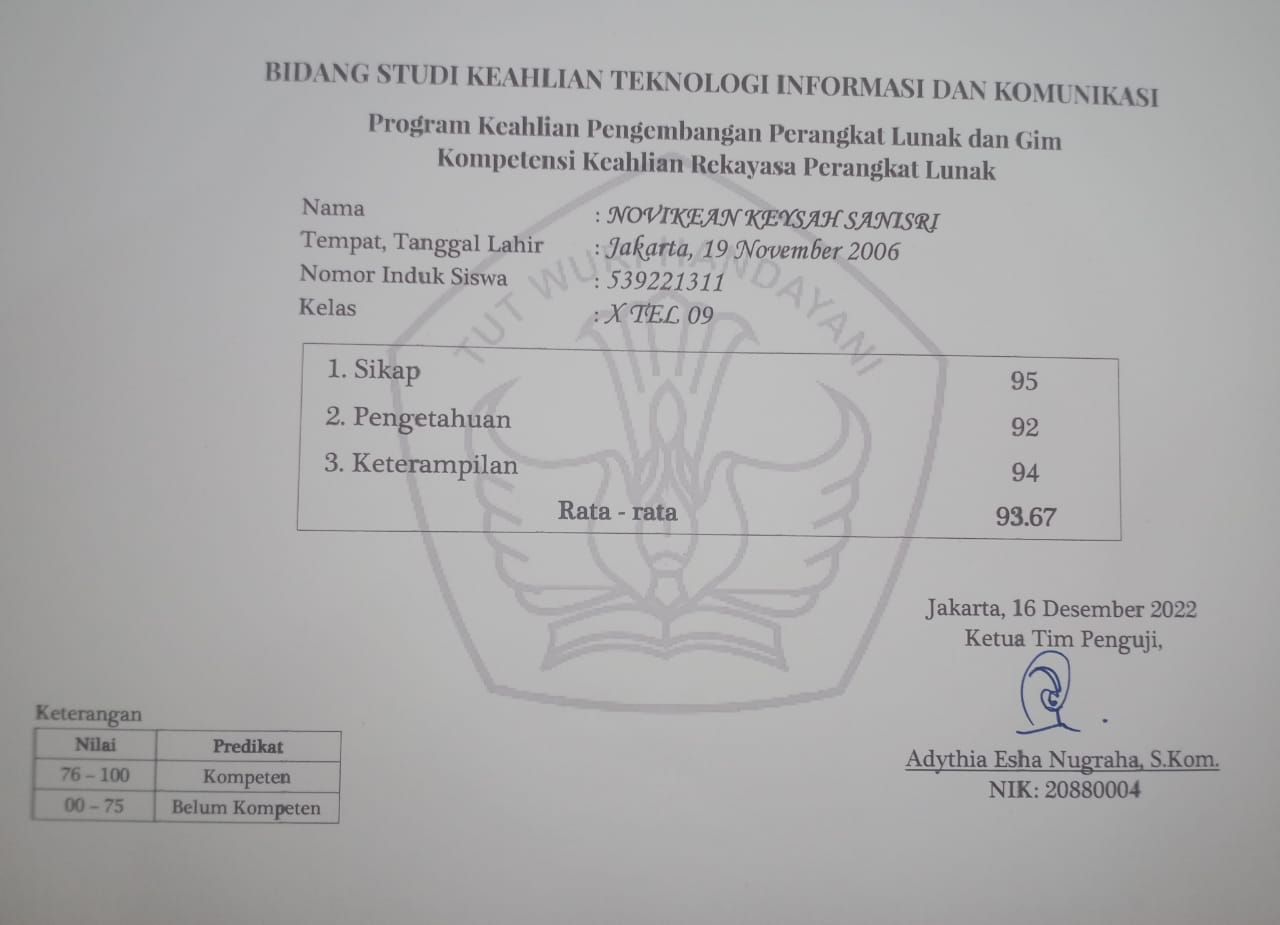 BIDANG STUDI KEAHLIAN TEKNOLOGI INFORMASI DAN KOMUNIKASI
Program Keahlian Pengembangan Perangkat Lunak dan Gim
Kompetensi Keahlian Rekayasa Perangkat Lunak
Nama : NOVIKEAN KEYSAH SANISRI
Tempat, Tanggal Lahir : Jakarta, 19 November 2006
Nomor Induk Siswa : 539221311
Kelas : X TEL 09
TUT WURI HANDAYANI
1. Sikap 95
2. Pengetahuan 92
3. Keterampilan 94
Rata - rata 93.67
Jakarta, 16 Desember 2022
Ketua Tim Penguji,
Adythia Esha Nugraha, S.Kom.
NIK: 20880004
Keterangan
Nilai Predikat
76 – 100 Kompeten
00 – 75 Belum Kompeten